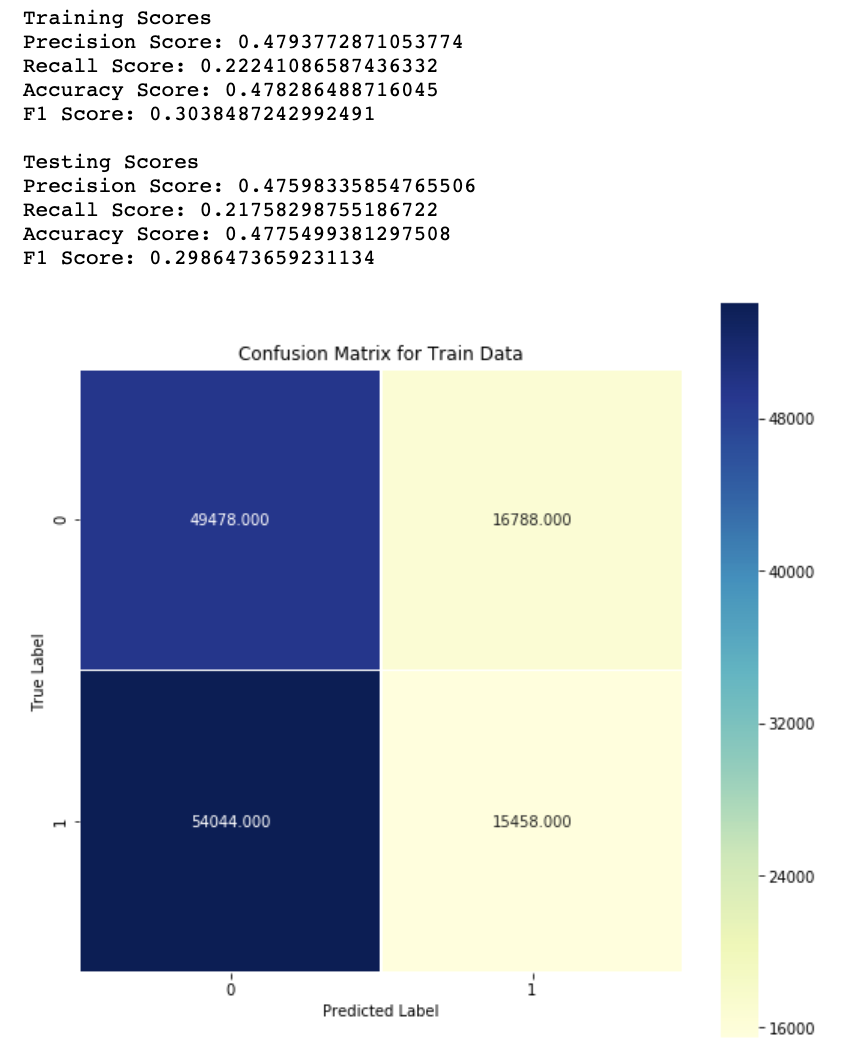 Training Scores
Precision Score: 0.4793772871053774
Recall Score: 0.22241086587436332
Accuracy Score: 0.478286488716045
F1 Score: 0.3038487242992491
Testing Scores
Precision Score: 0.47598335854765506
Recall Score: 0.21758298755186722
Accuracy Score: 0.4775499381297508
F1 Score: 0.2986473659231134
Confusion Matrix for Train Data
48000
0
49478.000
16788.000
40000
True Label
32000
1
54044.000
15458.000
24000
0
1
Predicted Label
16000